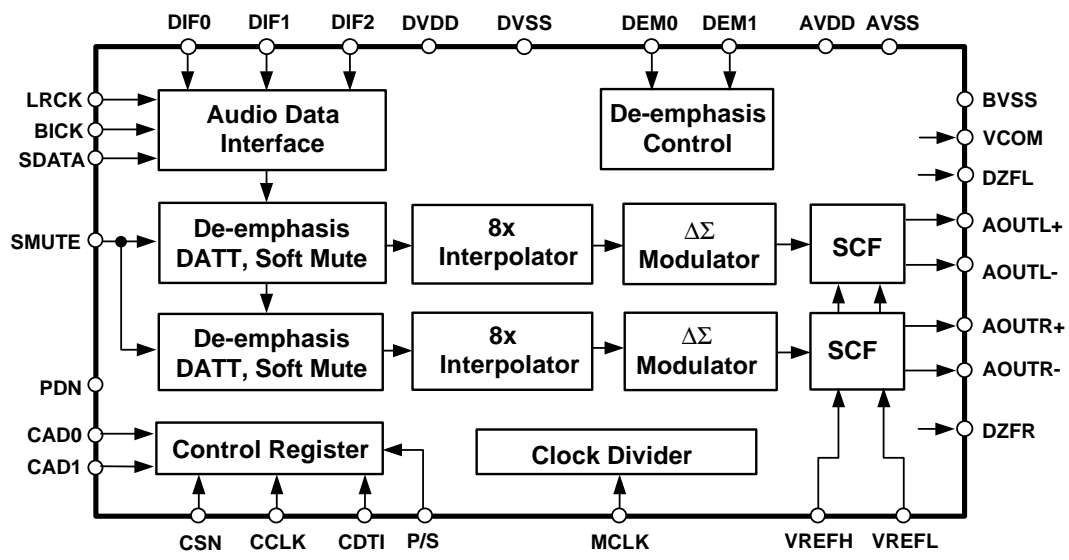 DIF0 DIF1 DIF2 DVDD DVSS DEM0 DEM1 AVDD AVSS
LRCK
BICK
SDATA
Audio Data
Interface
De-emphasis
Control
BVSS
VCOM
DZFL
SMUTE
De-emphasis
DATT, Soft Mute
8x
Interpolator
ΔΣ
Modulator
SCF
AOUTL+
AOUTL-
De-emphasis
DATT, Soft Mute
8x
Interpolator
ΔΣ
Modulator
SCF
AOUTR+
AOUTR-
PDN
CAD0
CAD1
Control Register
Clock Divider
DZFR
CSN CCLK CDTI P/S MCLK VREFH VREFL